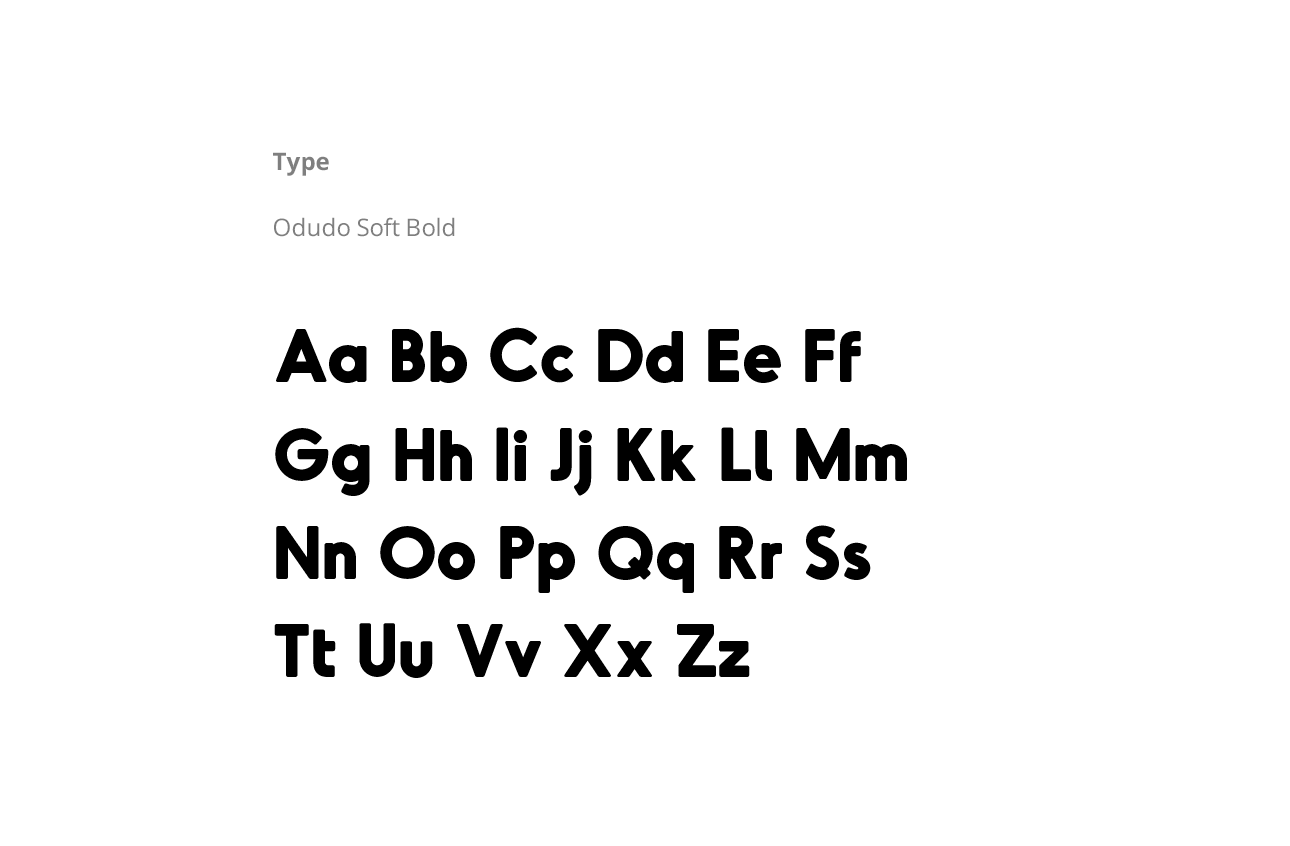 Type
Odudo Soft Bold
Aa Bb Cc Dd Ee Ff
Gg Hh Ii Jj Kk Ll Mm
Nn Oo Pp Qq Rr Ss
Tt Uu Vv Xx Zz